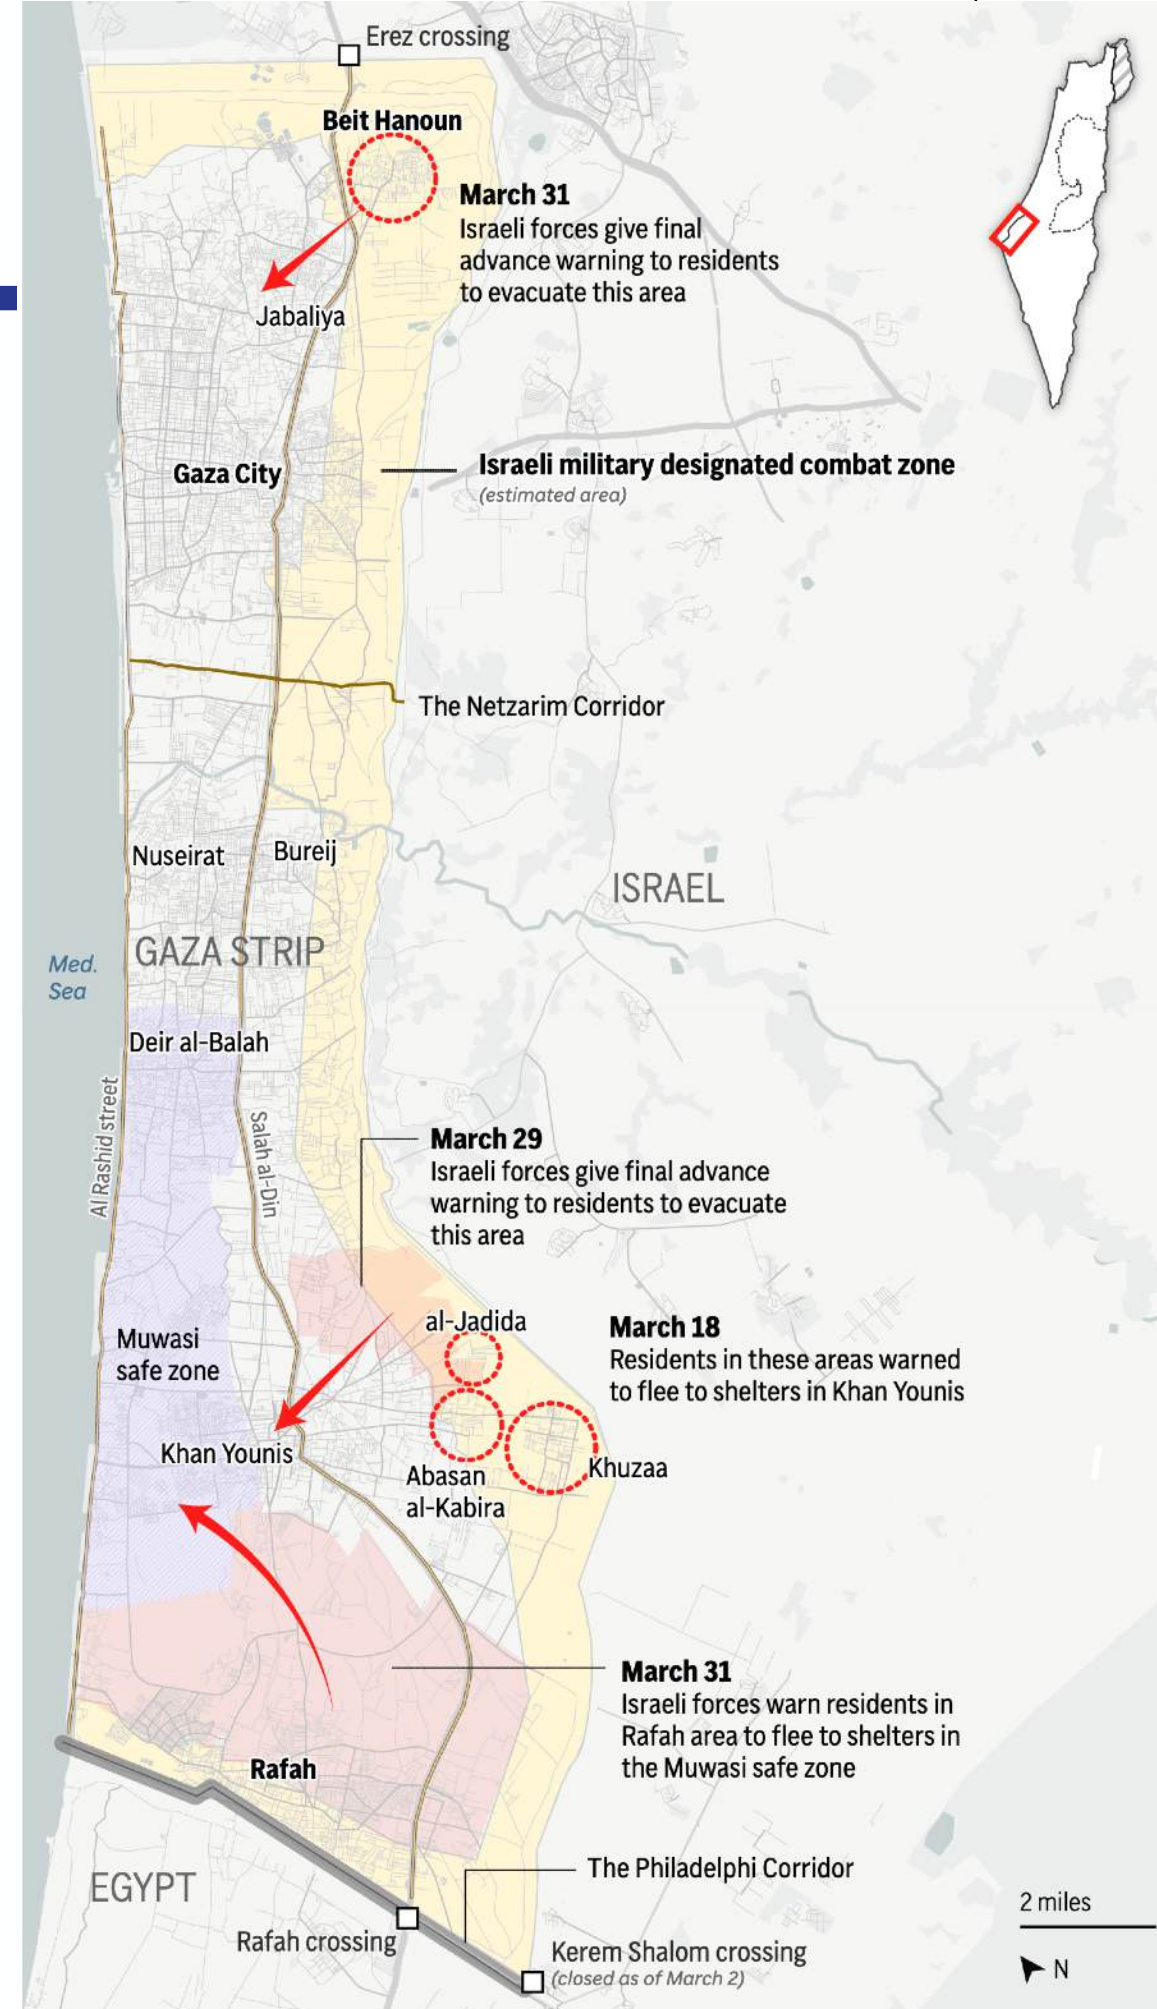 Erez crossing
Beit Hanoun
March 31
Israeli forces give final
advance warning to residents
to evacuate this area
Jabaliya
Gaza City
Israeli military designated combat zone
(estimated area)
The Netzarim Corridor
Nuseirat
Bureij
ISRAEL
GAZA STRIP
Med.
Sea
Deir al-Balah
Al Rashid street
Salah al-Din
March 29
Israeli forces give final advance
warning to residents to evacuate
this area
al-Jadida
March 18
Residents in these areas warned
to flee to shelters in Khan Younis
Muwasi
safe zone
Khan Younis
Khuzaa
Abasan
al-Kabira
March 31
Israeli forces warn residents in
Rafah area to flee to shelters in
the Muwasi safe zone
Rafah
The Philadelphi Corridor
EGYPT
2 miles
Rafah crossing
Kerem Shalom crossing
(closed as of March 2)
N